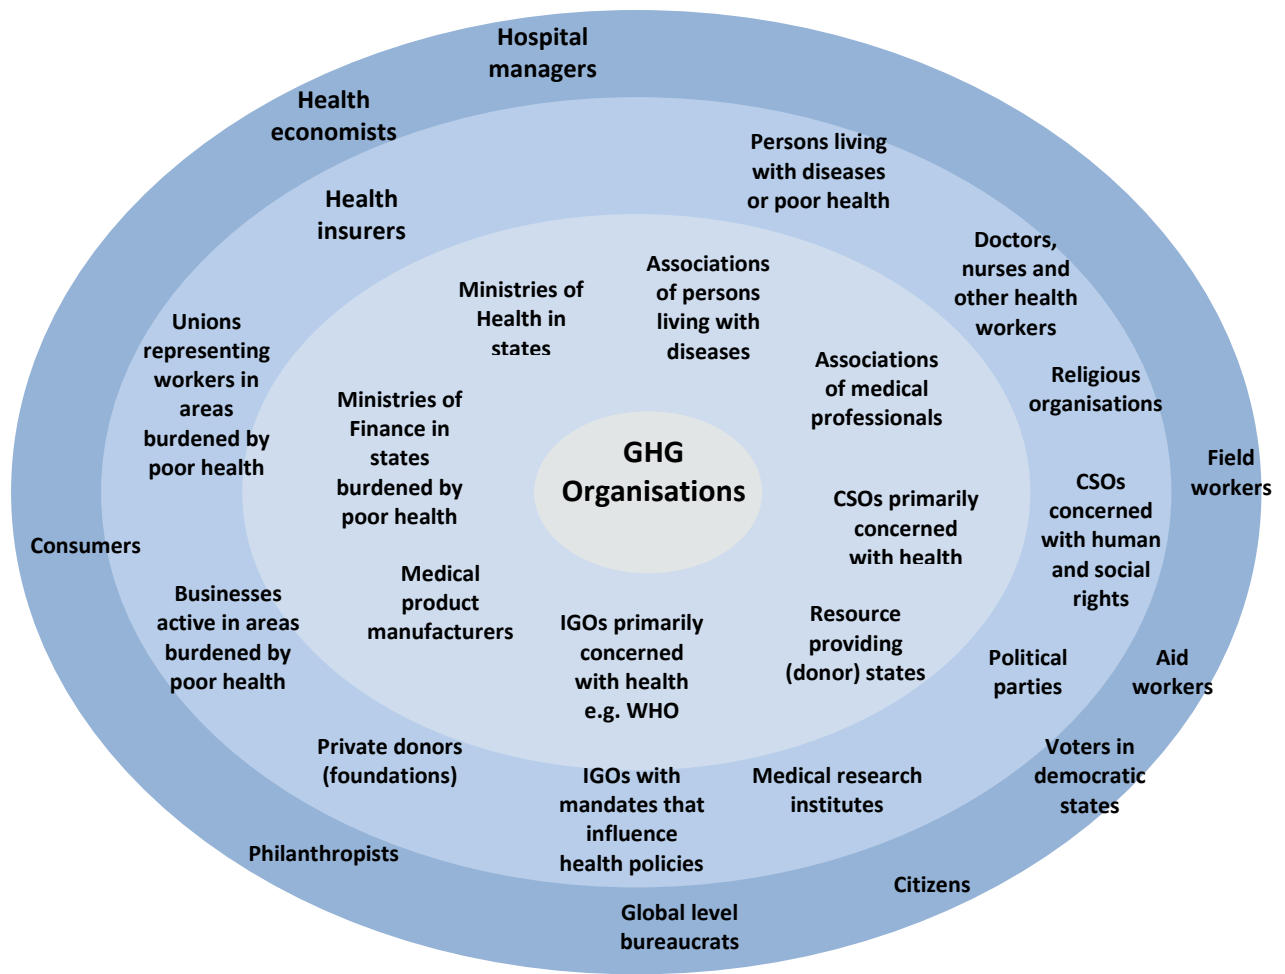 Hospital
managers
Health
economists
Persons living
with diseases
or poor health
Health
insurers
Doctors,
nurses and
other health
workers
Associations
of persons
living with
diseases
Ministries of
Health in
states
Unions
representing
workers in
areas
burdened by
poor health
Associations
of medical
professionals
Religious
organisations
Ministries of
Finance in
states
burdened by
poor health
GHG
Organisations
Field
workers
CSOs primarily
concerned
with health
CSOs
concerned
with human
and social
rights
Consumers
Medical
product
manufacturers
Businesses
active in areas
burdened by
poor health
IGOs primarily
concerned
with health
e.g. WHO
Resource
providing
(donor) states
Political
parties
Aid
workers
Private donors
(foundations)
IGOs with
mandates that
influence
health policies
Medical research
institutes
Voters in
democratic
states
Philanthropists
Citizens
Global level
bureaucrats